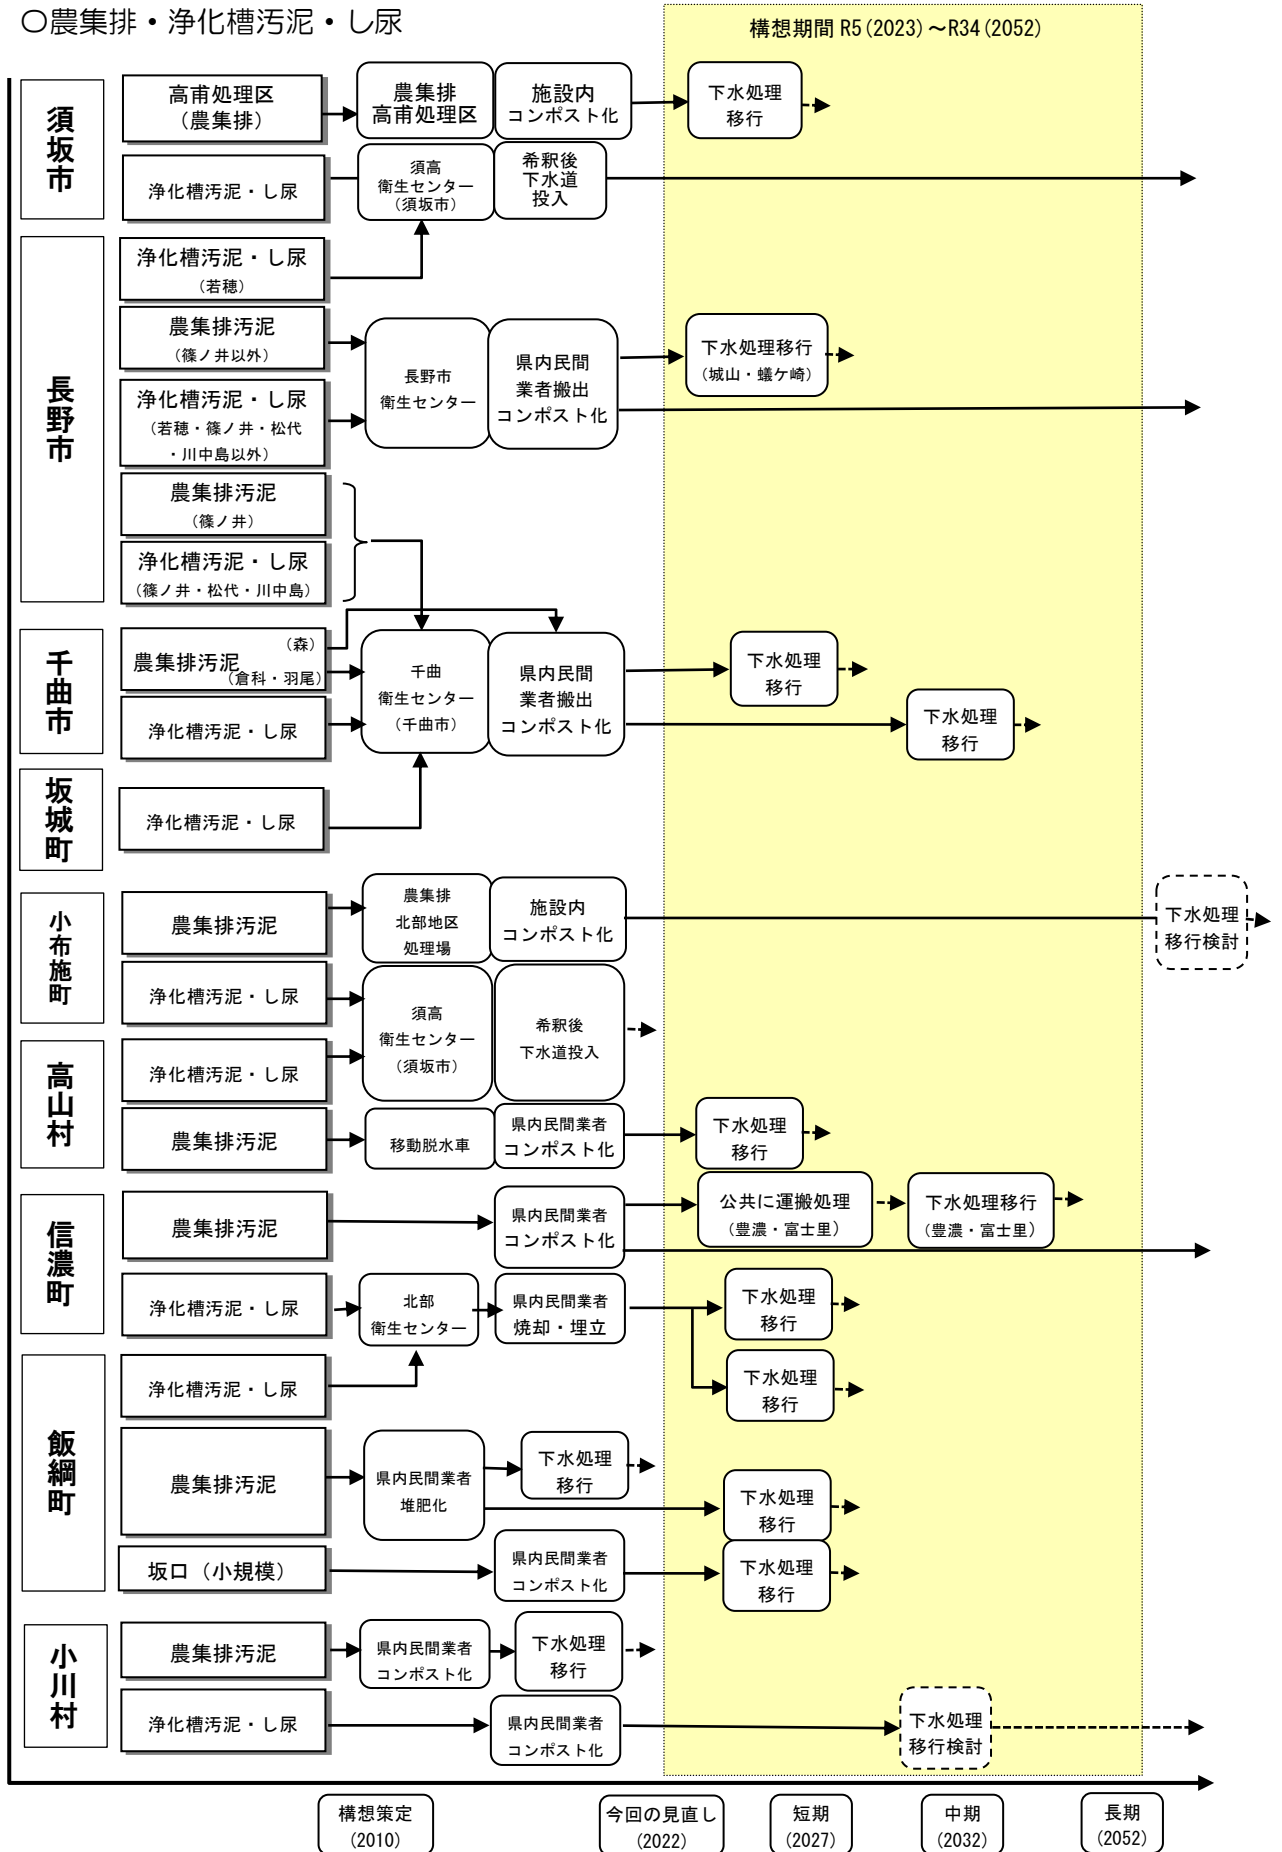 〇農集排・浄化槽汚泥・し尿
構想期間 R5(2023)～R34(2052)
須坂市
高甫処理区
（農集排）
農集排
高甫処理区
施設内
コンポスト化
下水処理
移行
浄化槽汚泥・し尿
須高
衛生センター
（須坂市）
希釈後
下水道
投入
長野市
浄化槽汚泥・し尿
（若穂）
農集排汚泥
（篠ノ井以外）
浄化槽汚泥・し尿
（若穂・篠ノ井・松代
・川中島以外）
長野市
衛生センター
県内民間
業者搬出
コンポスト化
下水処理移行
（城山・蟻ケ崎）
農集排汚泥
（篠ノ井）
浄化槽汚泥・し尿
（篠ノ井・松代・川中島）
千曲市
農集排汚泥
（森）
（倉科・羽尾）
浄化槽汚泥・し尿
千曲
衛生センター
（千曲市）
県内民間
業者搬出
コンポスト化
下水処理
移行
下水処理
移行
坂城町
浄化槽汚泥・し尿
小布施町
農集排汚泥
農集排
北部地区
処理場
施設内
コンポスト化
下水処理
移行検討
浄化槽汚泥・し尿
須高
衛生センター
（須坂市）
希釈後
下水道投入
高山村
浄化槽汚泥・し尿
農集排汚泥
移動脱水車
県内民間業者
コンポスト化
下水処理
移行
信濃町
農集排汚泥
県内民間業者
コンポスト化
公共に運搬処理
（豊濃・富士里）
下水処理移行
（豊濃・富士里）
浄化槽汚泥・し尿
北部
衛生センター
県内民間業者
焼却・埋立
下水処理
移行
下水処理
移行
飯綱町
浄化槽汚泥・し尿
農集排汚泥
県内民間業者
堆肥化
下水処理
移行
下水処理
移行
坂口（小規模）
県内民間業者
コンポスト化
下水処理
移行
小川村
農集排汚泥
県内民間業者
コンポスト化
下水処理
移行
浄化槽汚泥・し尿
県内民間業者
コンポスト化
下水処理
移行検討
構想策定
(2010)
今回の見直し
(2022)
短期
(2027)
中期
(2032)
長期
(2052)